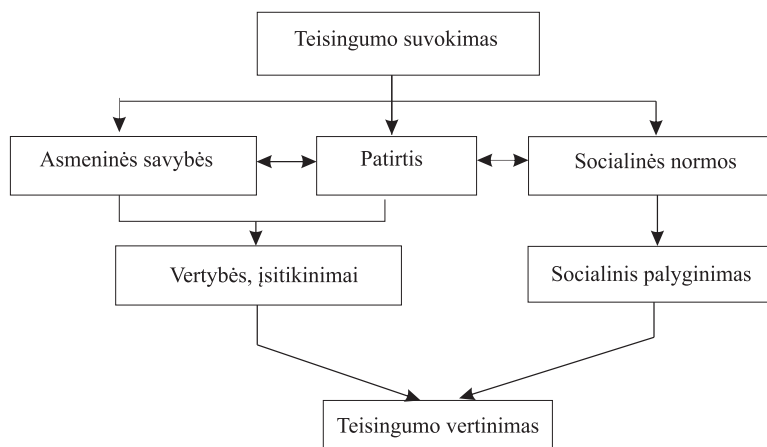 Teisingumo suvokimas
Asmeninės savybės
Patirtis
Socialinės normos
Vertybės, įsitikinimai
Socialinis palyginimas
Teisingumo vertinimas